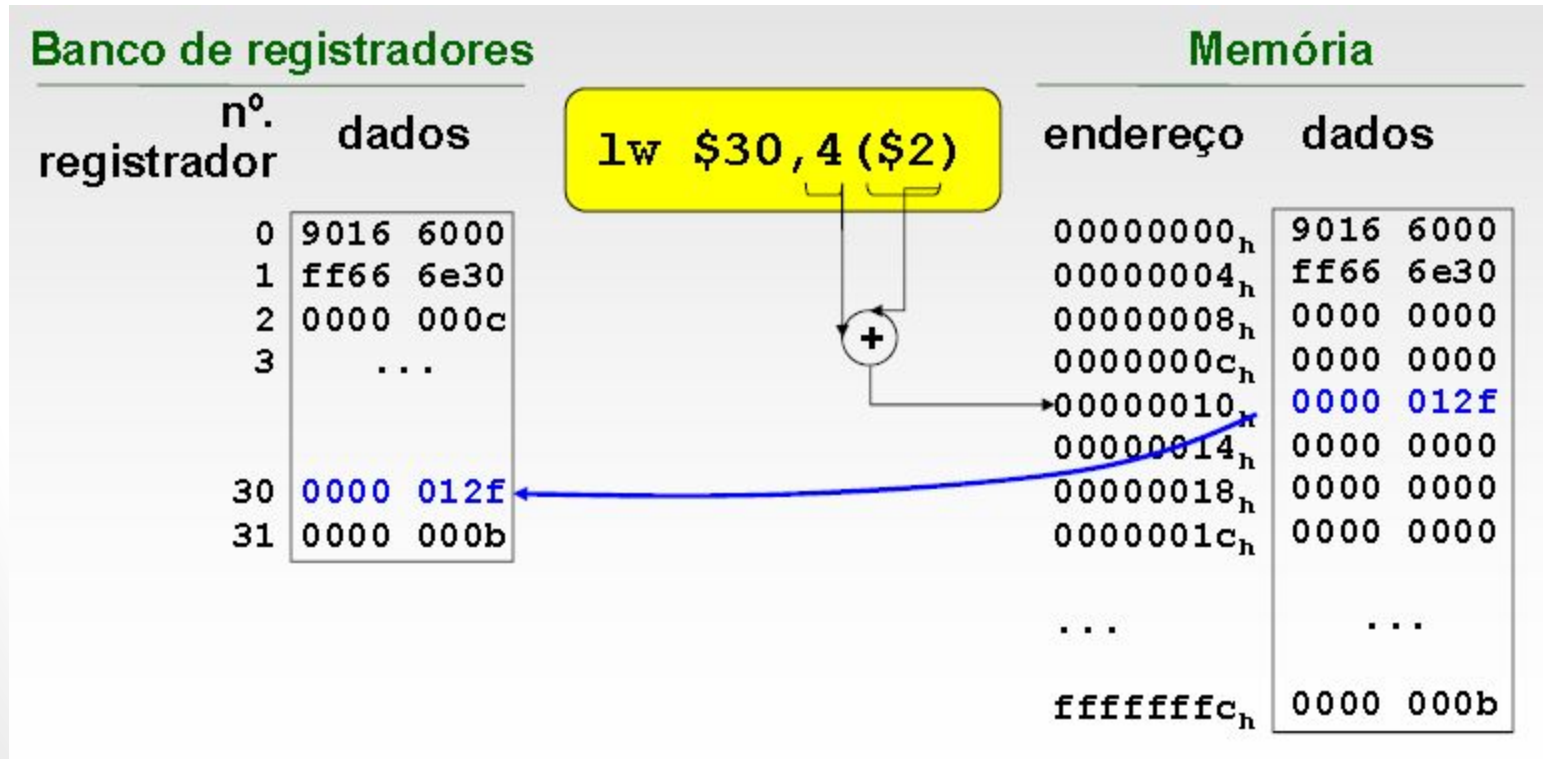 Banco de registradores
nº.
registrador
dados
0 9016 6000
1 ff66 6e30
2 0000 000c
3 ...
30 0000 012f
31 0000 000b
lw $30,4($2)
+
Memória
endereço dados
00000000h 9016 6000
00000004h ff66 6e30
00000008h 0000 0000
0000000ch 0000 0000
00000010h 0000 012f
00000014h 0000 0000
00000018h 0000 0000
0000001ch 0000 0000
... ...
fffffffch 0000 000b